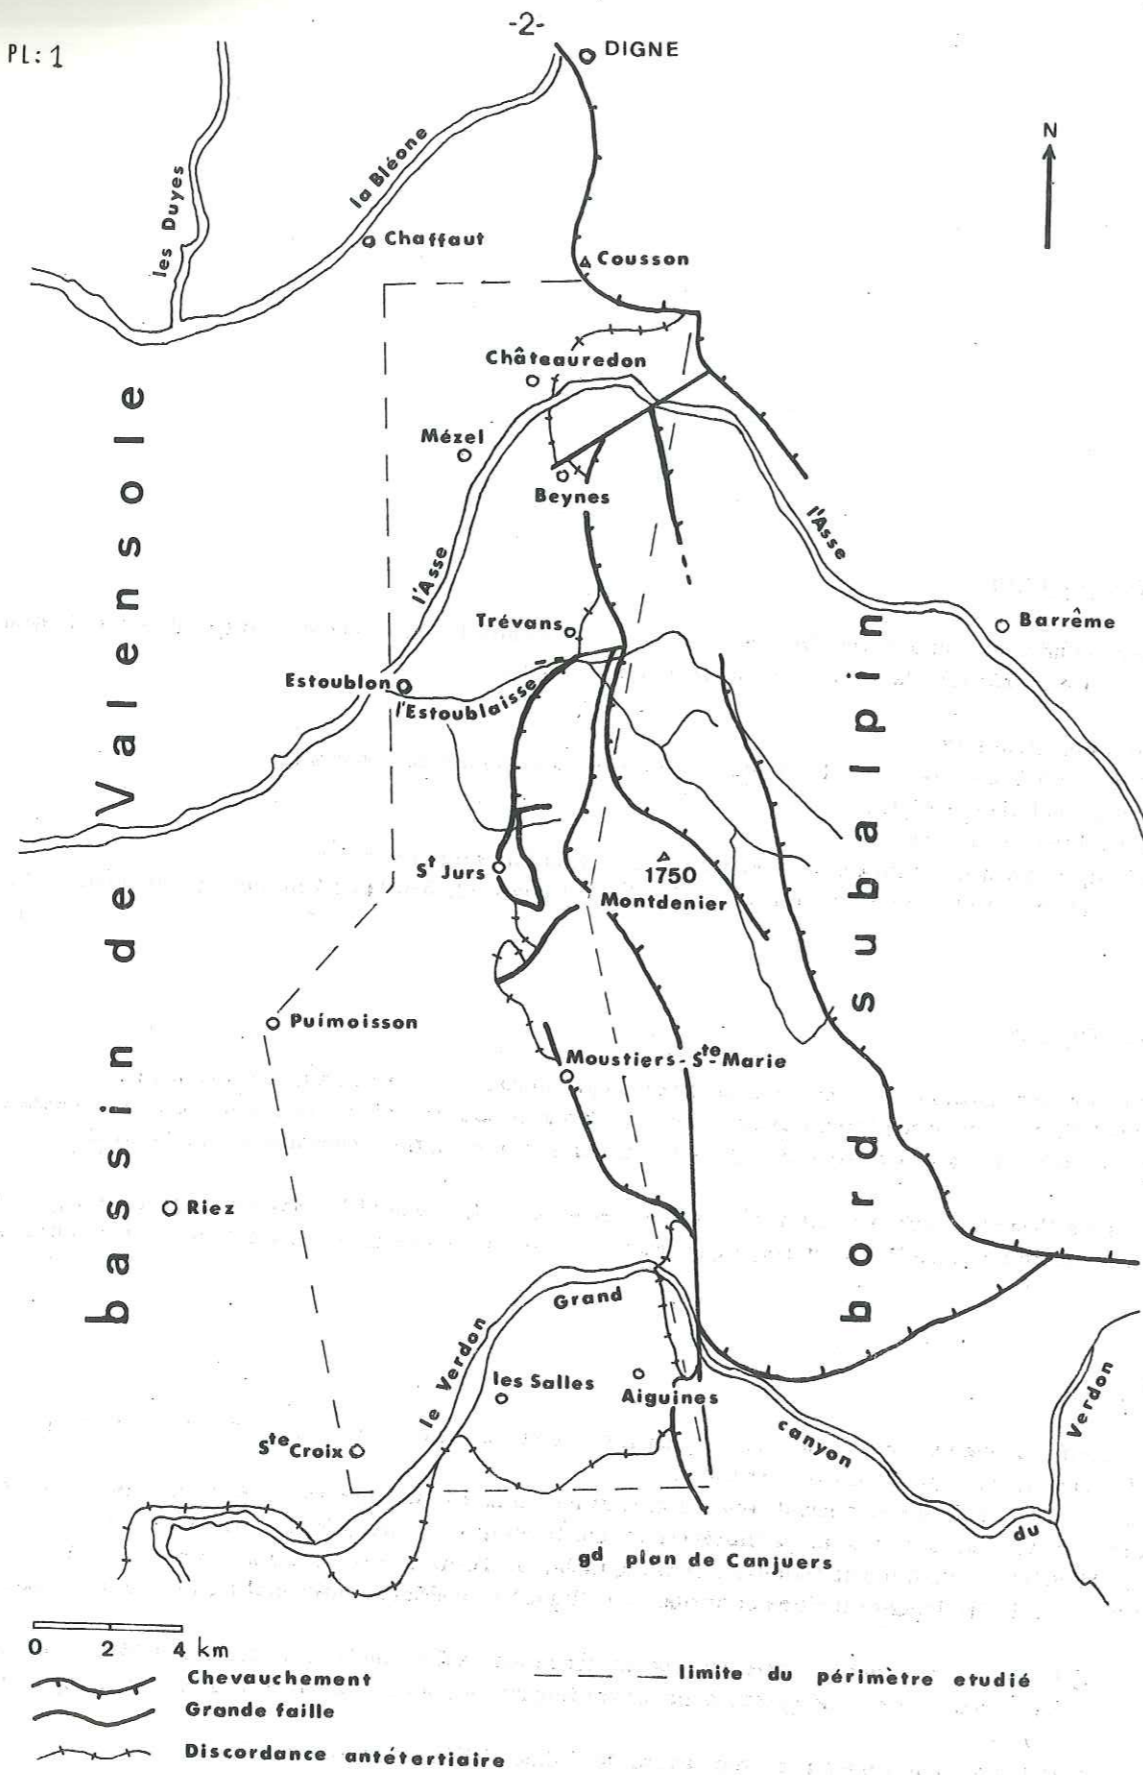 -2-
PL: 1
DIGNE
N
la Bléone
les Duyes
Chaffaut
Cousson
Châteauredon
Mézel
Beynes
l'Asse
l'Asse
Trévans
Barrême
Estoublon
l'Estoublaisse
St Jurs
1750
Montdenier
Puimoisson
Moustiers-Ste-Marie
Riez
bassin de Valensole
bord subalpin
Grand
le Verdon
les Salles
Aiguines
Verdon
canyon
Ste Croix
du
gd plan de Canjuers
0 2 4 km
Chevauchement
limite du périmètre etudié
Grande faille
Discordance antétertiaire